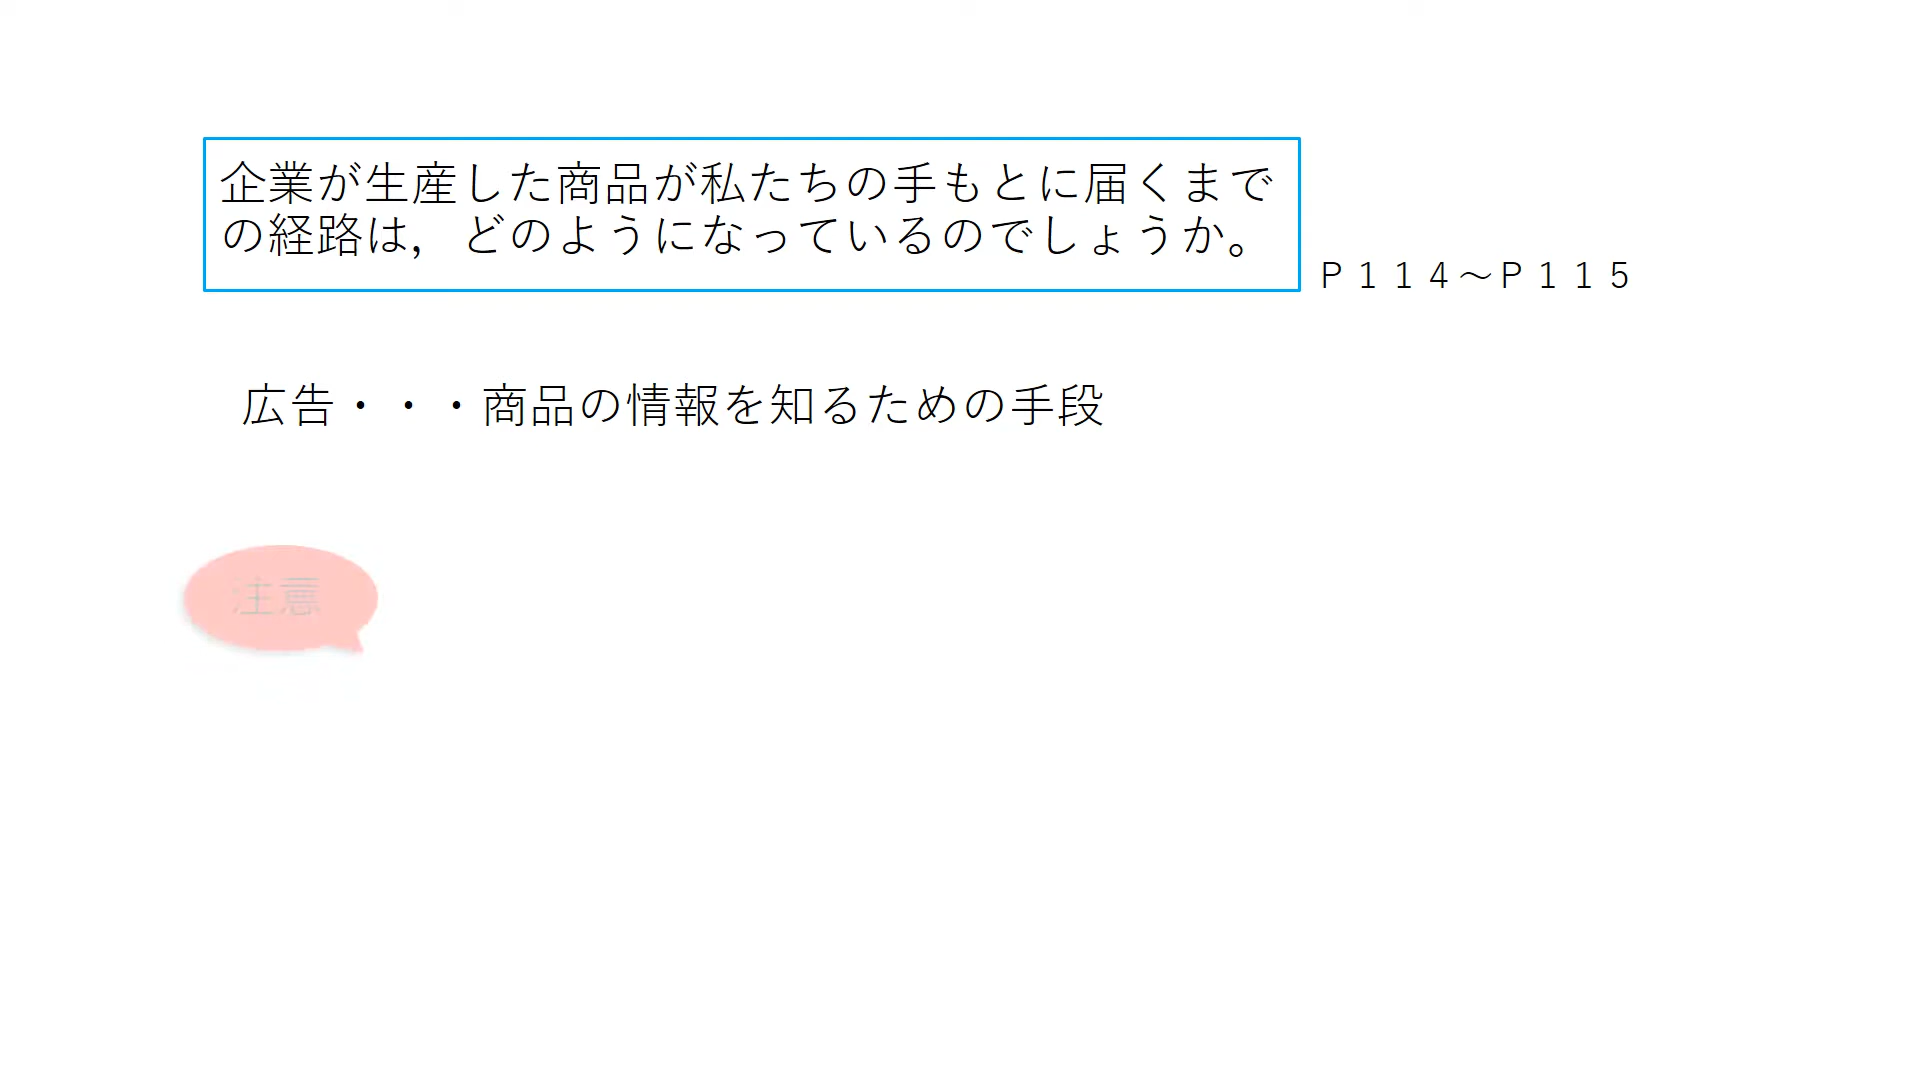 企業が生産した商品が私たちの手もとに届くまで
の経路は，どのようになっているのでしょうか。
Ｐ１１４～Ｐ１１５
広告・・・商品の情報を知るための手段
注意